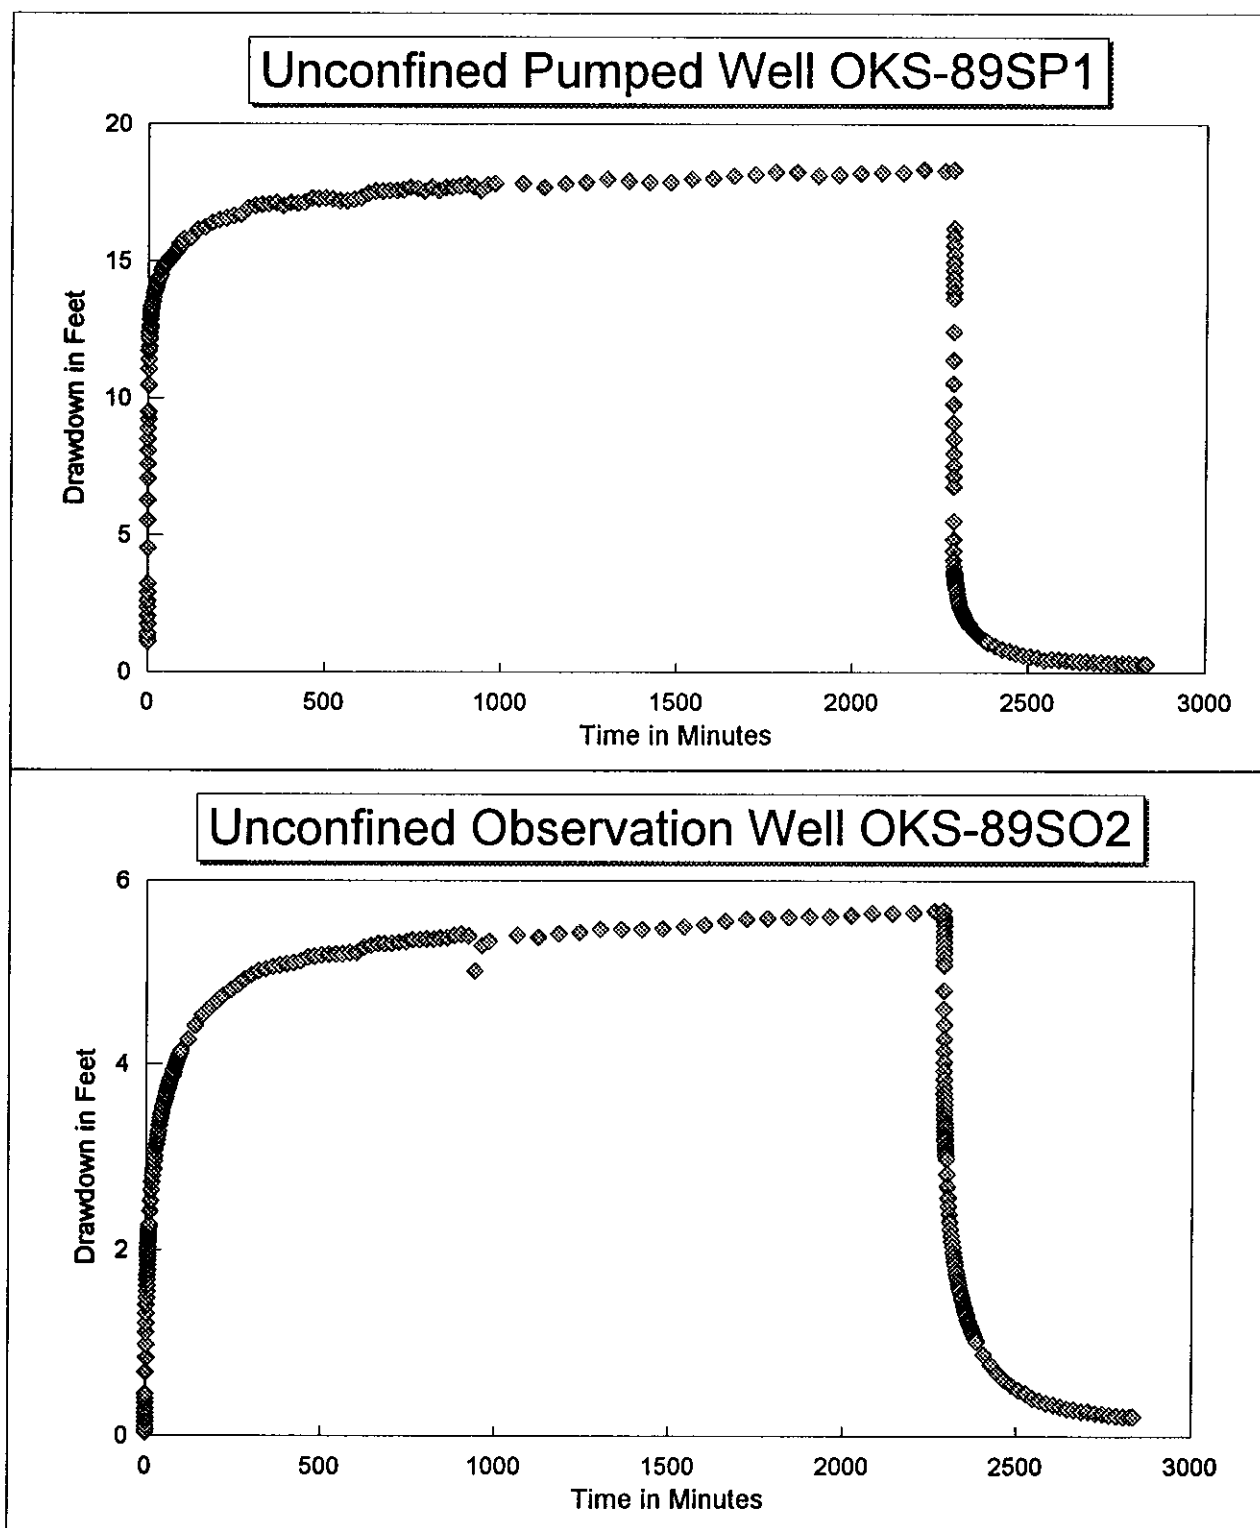 Unconfined Pumped Well OKS-89SP1
20
15
10
5
0
Drawdown in Feet
0 500 1000 1500 2000 2500 3000
Time in Minutes
Unconfined Observation Well OKS-89SO2
6
4
2
0
Drawdown in Feet
0 500 1000 1500 2000 2500 3000
Time in Minutes